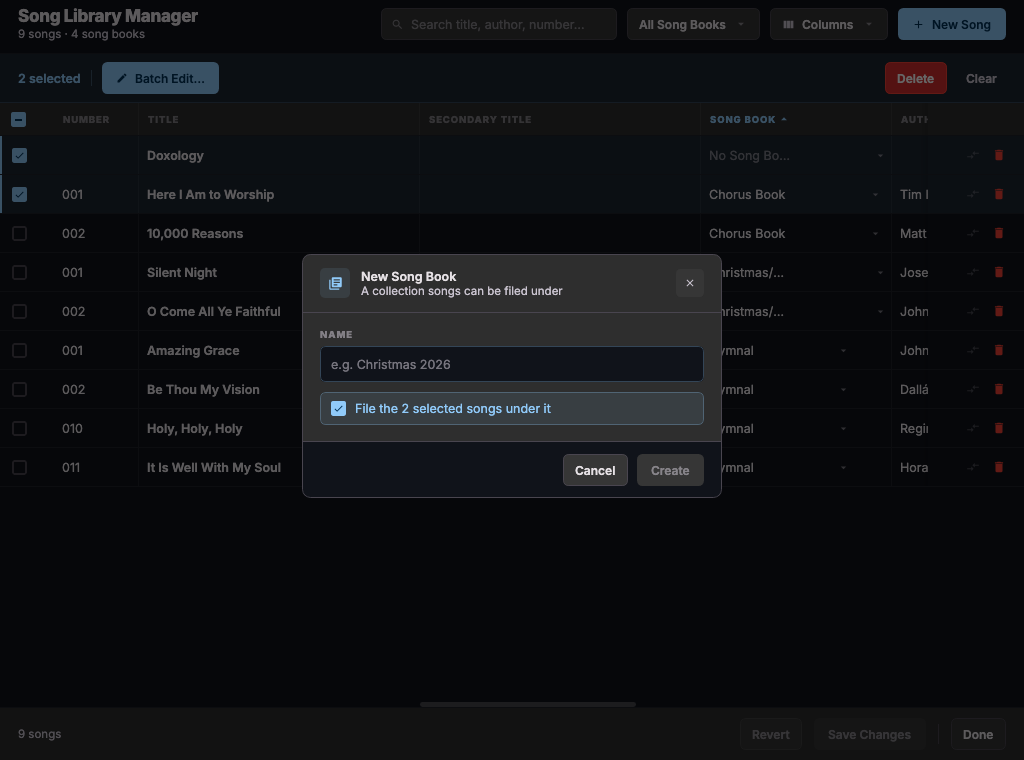 Song Library Manager
9 songs · 4 song books
Search title, author, number...
All Song Books
Columns
+ New Song
2 selected
Batch Edit...
Delete
Clear
NUMBER
TITLE
SECONDARY TITLE
SONG BOOK
Doxology
No Song Bo...
001
Here I Am to Worship
Chorus Book
Tim
002
10,000 Reasons
Chorus Book
Matt
001
Silent Night
Jose
002
O Come All Ye Faithful
John
001
Amazing Grace
John
002
Be Thou My Vision
Dallá
010
Holy, Holy, Holy
011
It Is Well With My Soul
Hora
New Song Book
A collection songs can be filed under
NAME
e.g. Christmas 2026
File the 2 selected songs under it
Cancel
Create
9 songs
Revert
Save Changes
Done